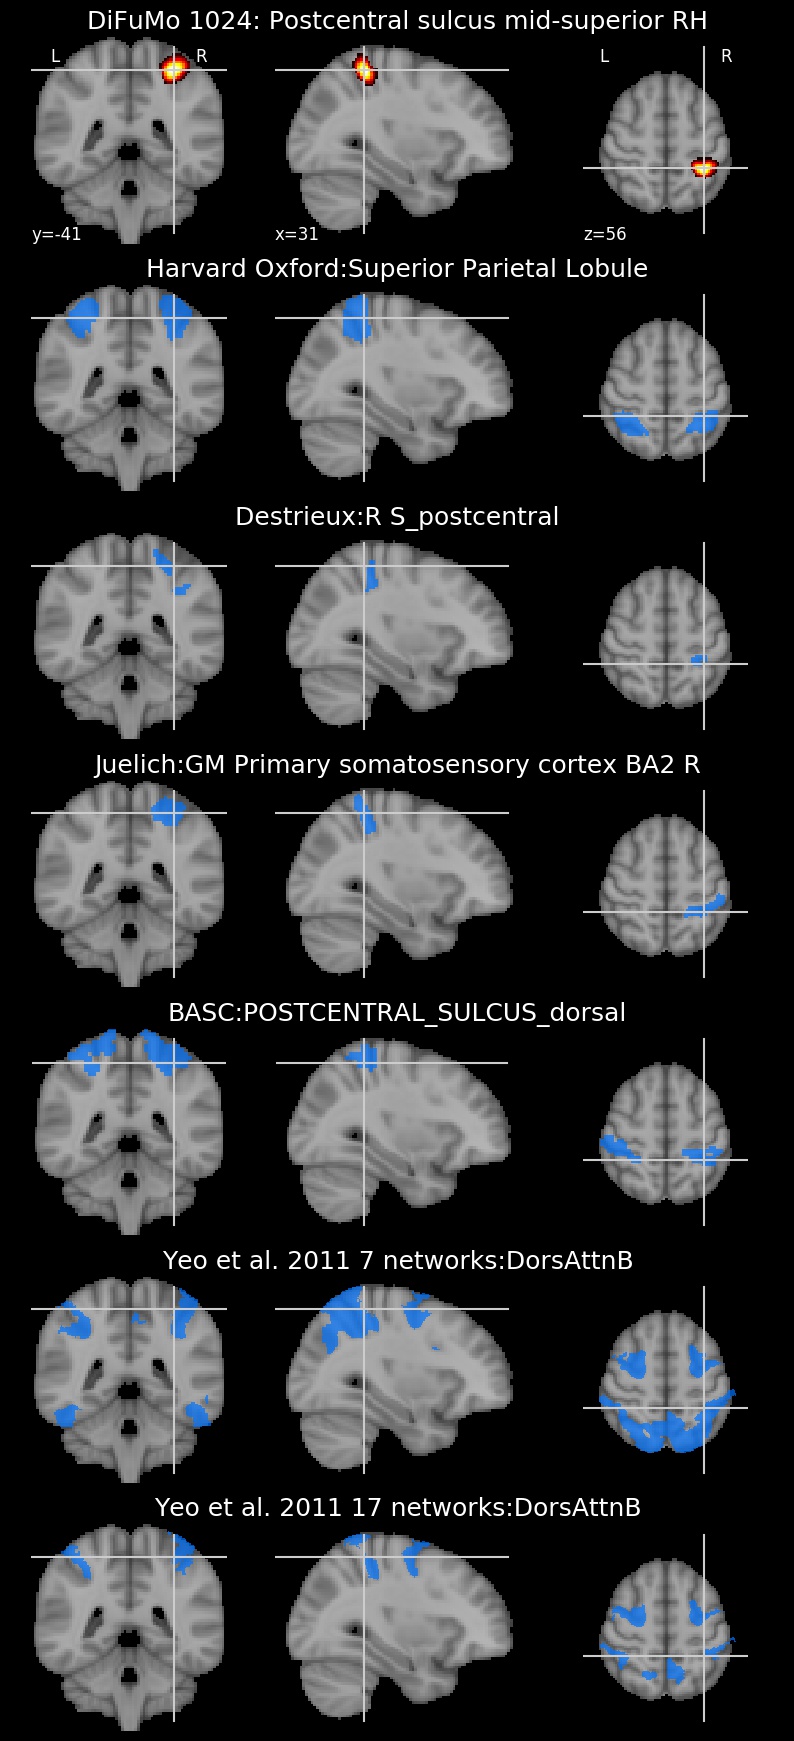 DiFuMo 1024: Postcentral sulcus mid-superior RH
L R L R
y=-41 x=31 z=56
Harvard Oxford:Superior Parietal Lobule
Destrieux:R S_postcentral
Juelich:GM Primary somatosensory cortex BA2 R
BASC:POSTCENTRAL_SULCUS_dorsal
Yeo et al. 2011 7 networks:DorsAttnB
Yeo et al. 2011 17 networks:DorsAttnB